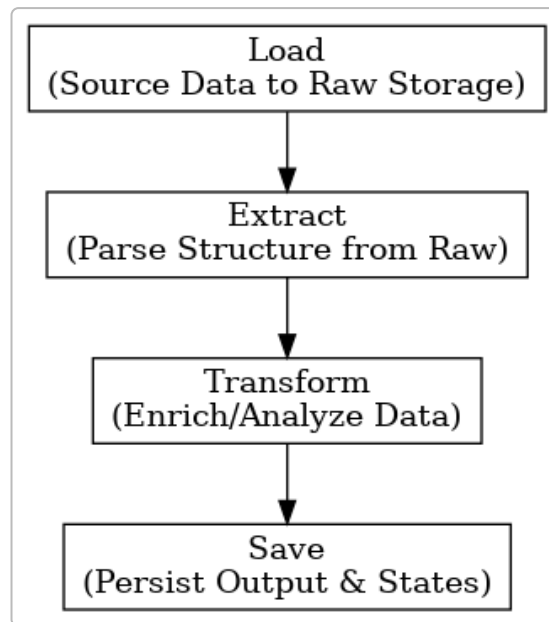 Load
(Source Data to Raw Storage)
Extract
(Parse Structure from Raw)
Transform
(Enrich/Analyze Data)
Save
(Persist Output & States)